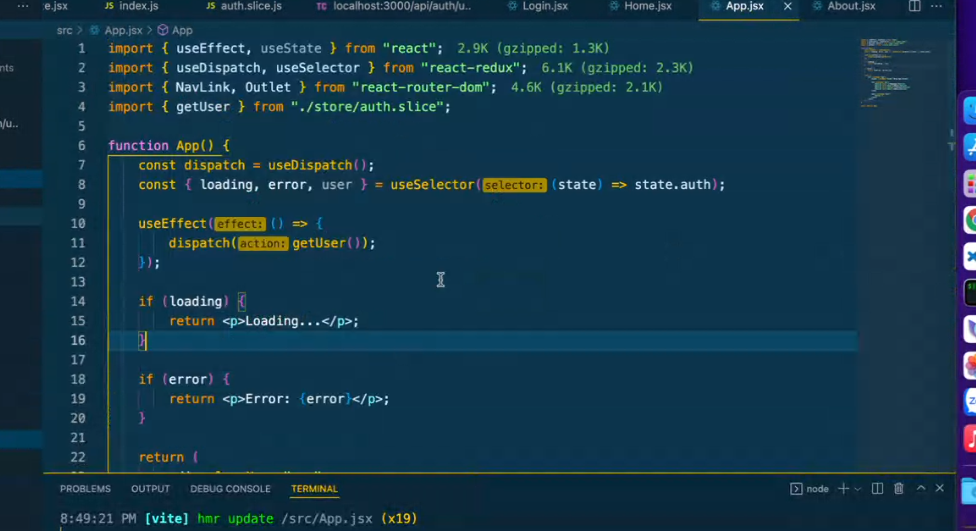 e.jsx index.js auth.slice.js localhost:3000/api/auth/u.. Login.jsx Home.jsx App.jsx About.jsx
src > App.jsx > App
1 import { useEffect, useState } from "react"; 2.9K (gzipped: 1.3K)
2 import { useDispatch, useSelector } from "react-redux"; 6.1K (gzipped: 2.3K)
3 import { NavLink, Outlet } from "react-router-dom"; 4.6K (gzipped: 2.1K)
4 import { getUser } from "./store/auth.slice";
5
6 function App() {
7 const dispatch = useDispatch();
8 const { loading, error, user } = useSelector(selector: (state) => state.auth);
9
10 useEffect(effect: () => {
11 dispatch(action: getUser());
12 });
13
14 if (loading) {
15 return <p>Loading...</p>;
16 }
17
18 if (error) {
19 return <p>Error: {error}</p>;
20 }
21
22 return (
PROBLEMS OUTPUT DEBUG CONSOLE TERMINAL node
8:49:21 PM [vite] hmr update /src/App.jsx (x19)